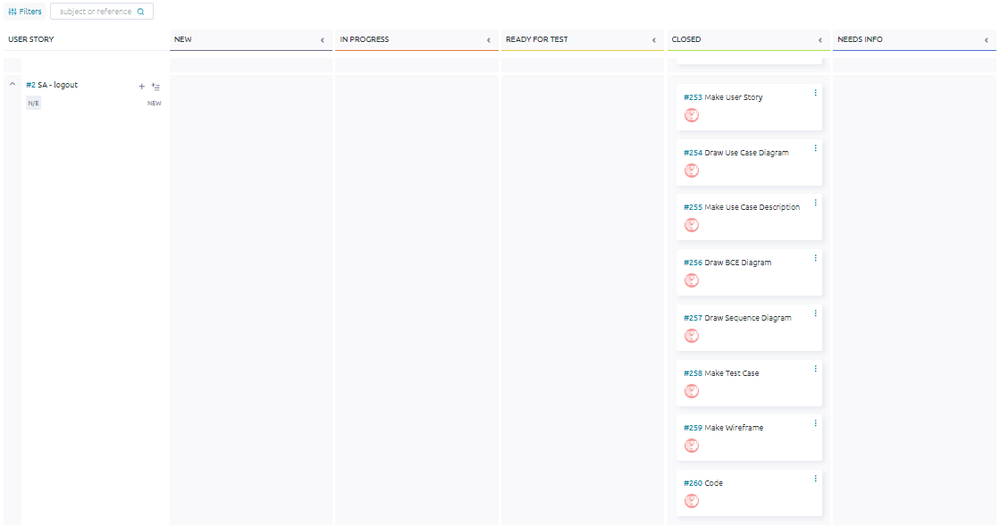 Filters
subject or reference
USER STORY
NEW
IN PROGRESS
READY FOR TEST
CLOSED
NEEDS INFO
#2 SA - logout
N/E
NEW
#253 Make User Story
#254 Draw Use Case Diagram
#255 Make Use Case Description
#256 Draw BCE Diagram
#257 Draw Sequence Diagram
#258 Make Test Case
#259 Make Wireframe
#260 Code